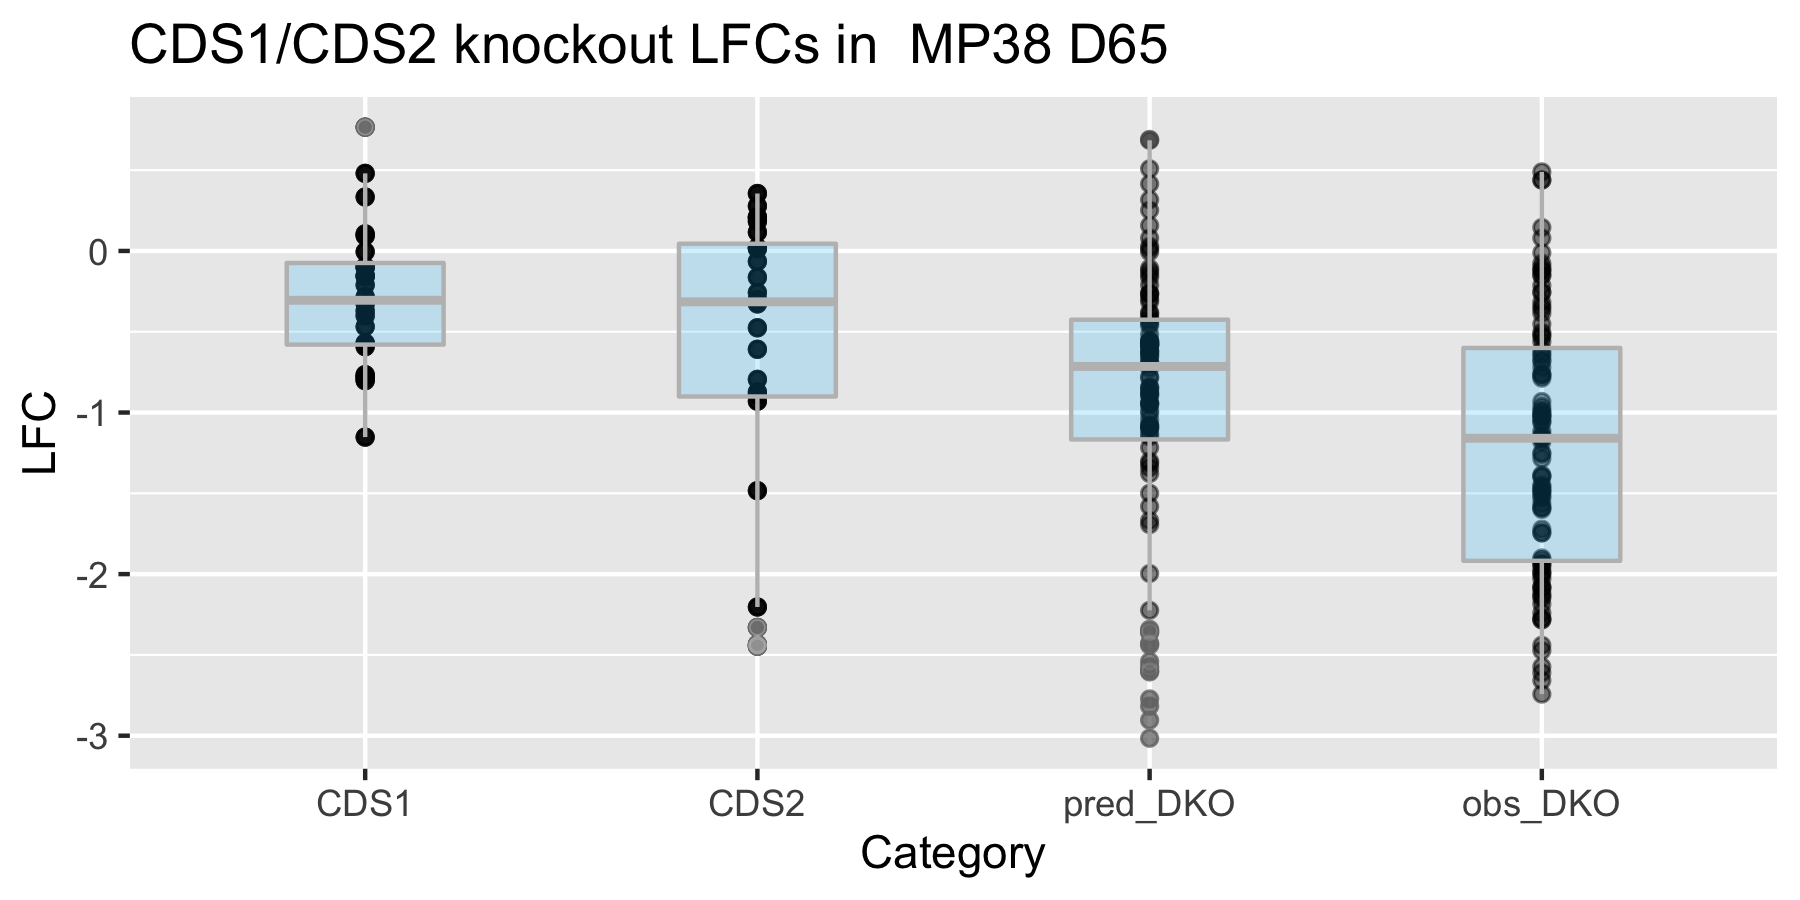 CDS1/CDS2 knockout LFCs in  MP38 D65
LFC
0
-1
-2
-3
CDS1 CDS2 pred_DKO obs_DKO
Category